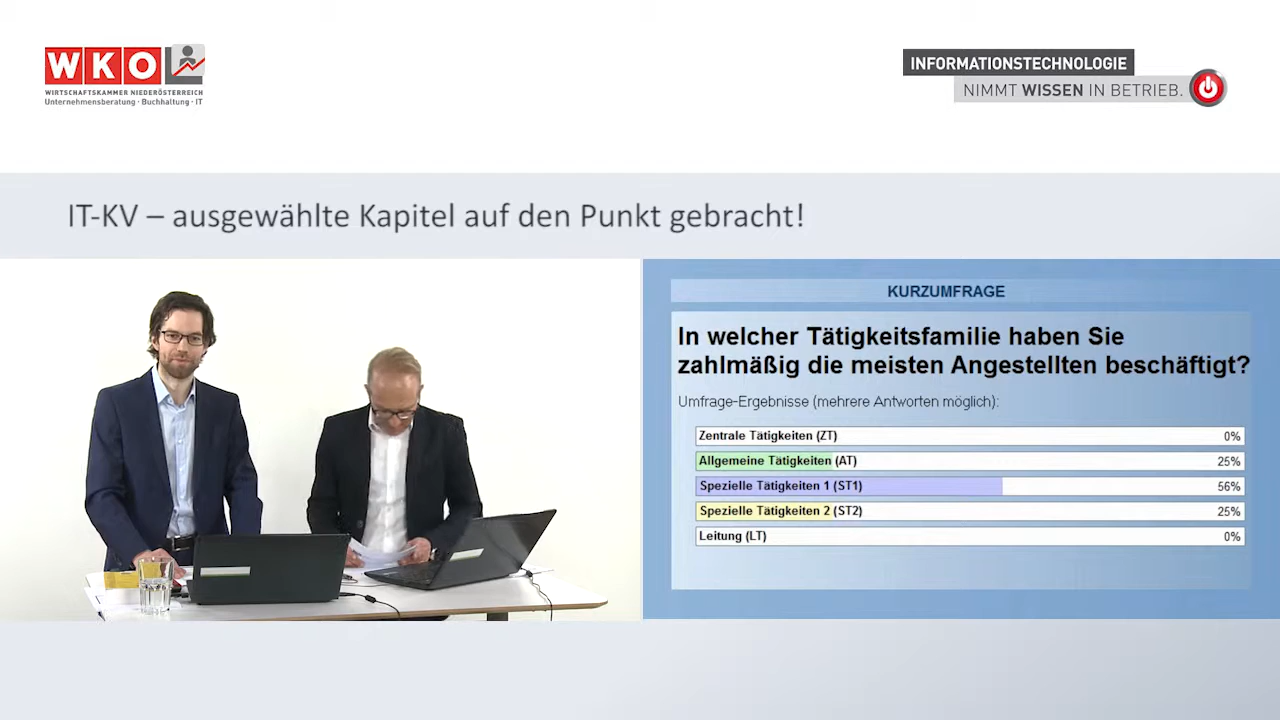 WKO
WIRTSCHAFTSKAMMER NIEDERÖSTERREICH
Unternehmensberatung · Buchhaltung · IT
INFORMATIONSTECHNOLOGIE
NIMMT WISSEN IN BETRIEB.
IT-KV – ausgewählte Kapitel auf den Punkt gebracht!
KURZUMFRAGE
In welcher Tätigkeitsfamilie haben Sie
zahlmäßig die meisten Angestellten beschäftigt?
Umfrage-Ergebnisse (mehrere Antworten möglich):
Zentrale Tätigkeiten (ZT) 0%
Allgemeine Tätigkeiten (AT) 25%
Spezielle Tätigkeiten 1 (ST1) 56%
Spezielle Tätigkeiten 2 (ST2) 25%
Leitung (LT) 0%